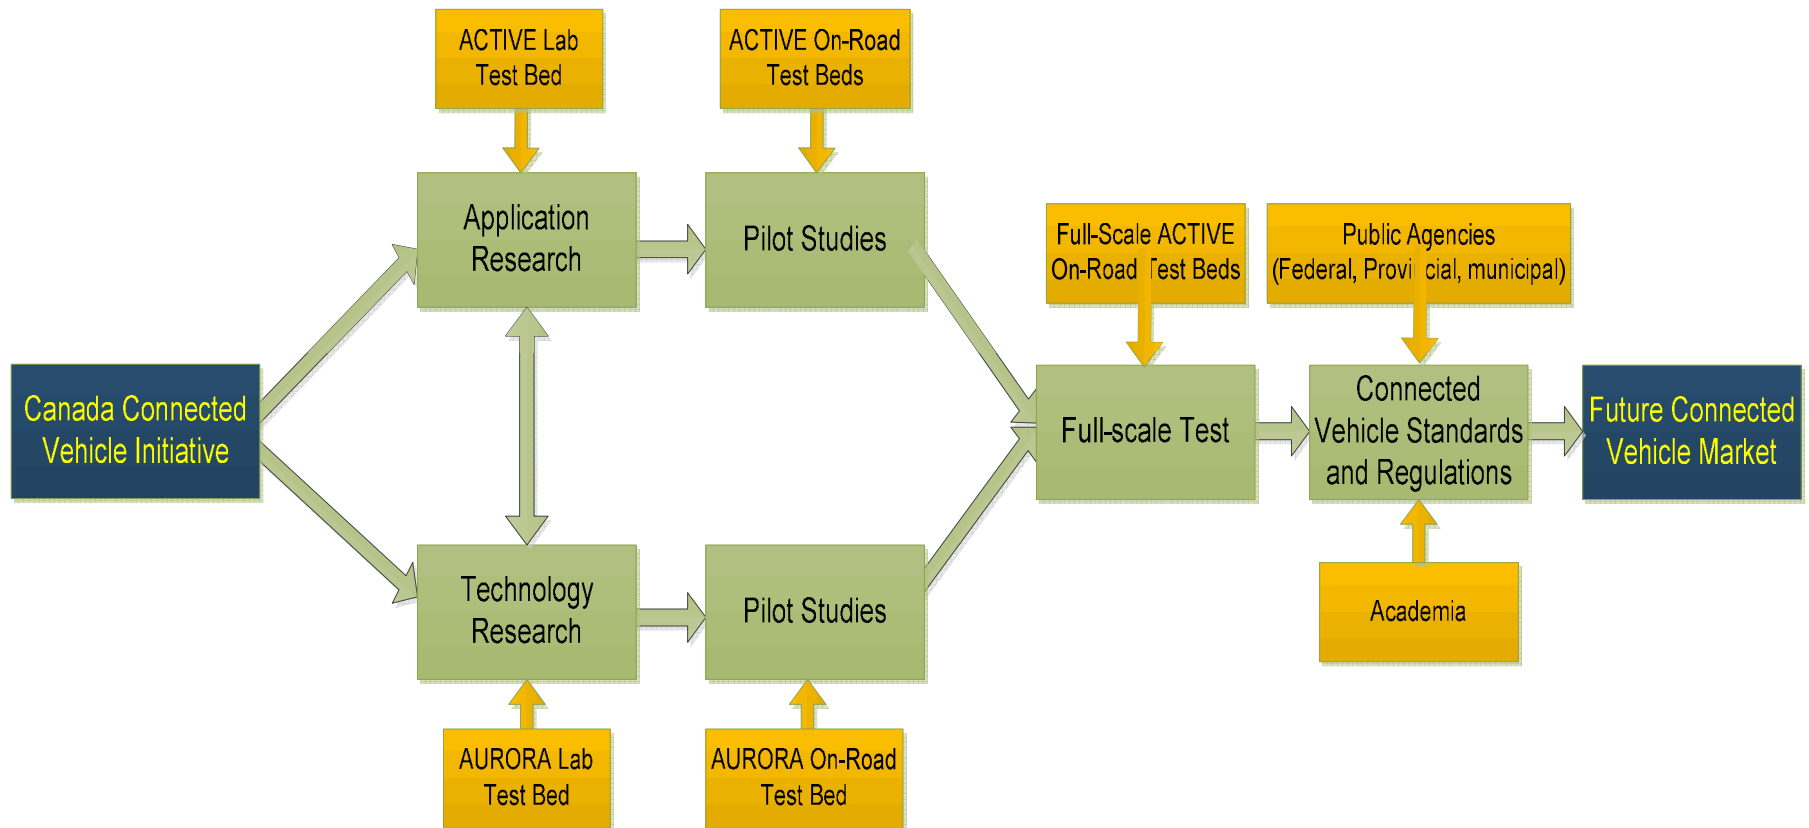 ACTIVE Lab
Test Bed
ACTIVE On-Road
Test Beds
Application
Research
Pilot Studies
Full-Scale ACTIVE
On-Road Test Beds
Public Agencies
(Federal, Provincial, municipal)
Canada Connected
Vehicle Initiative
Full-scale Test
Connected
Vehicle Standards
and Regulations
Future Connected
Vehicle Market
Technology
Research
Pilot Studies
Academia
AURORA Lab
Test Bed
AURORA On-Road
Test Bed